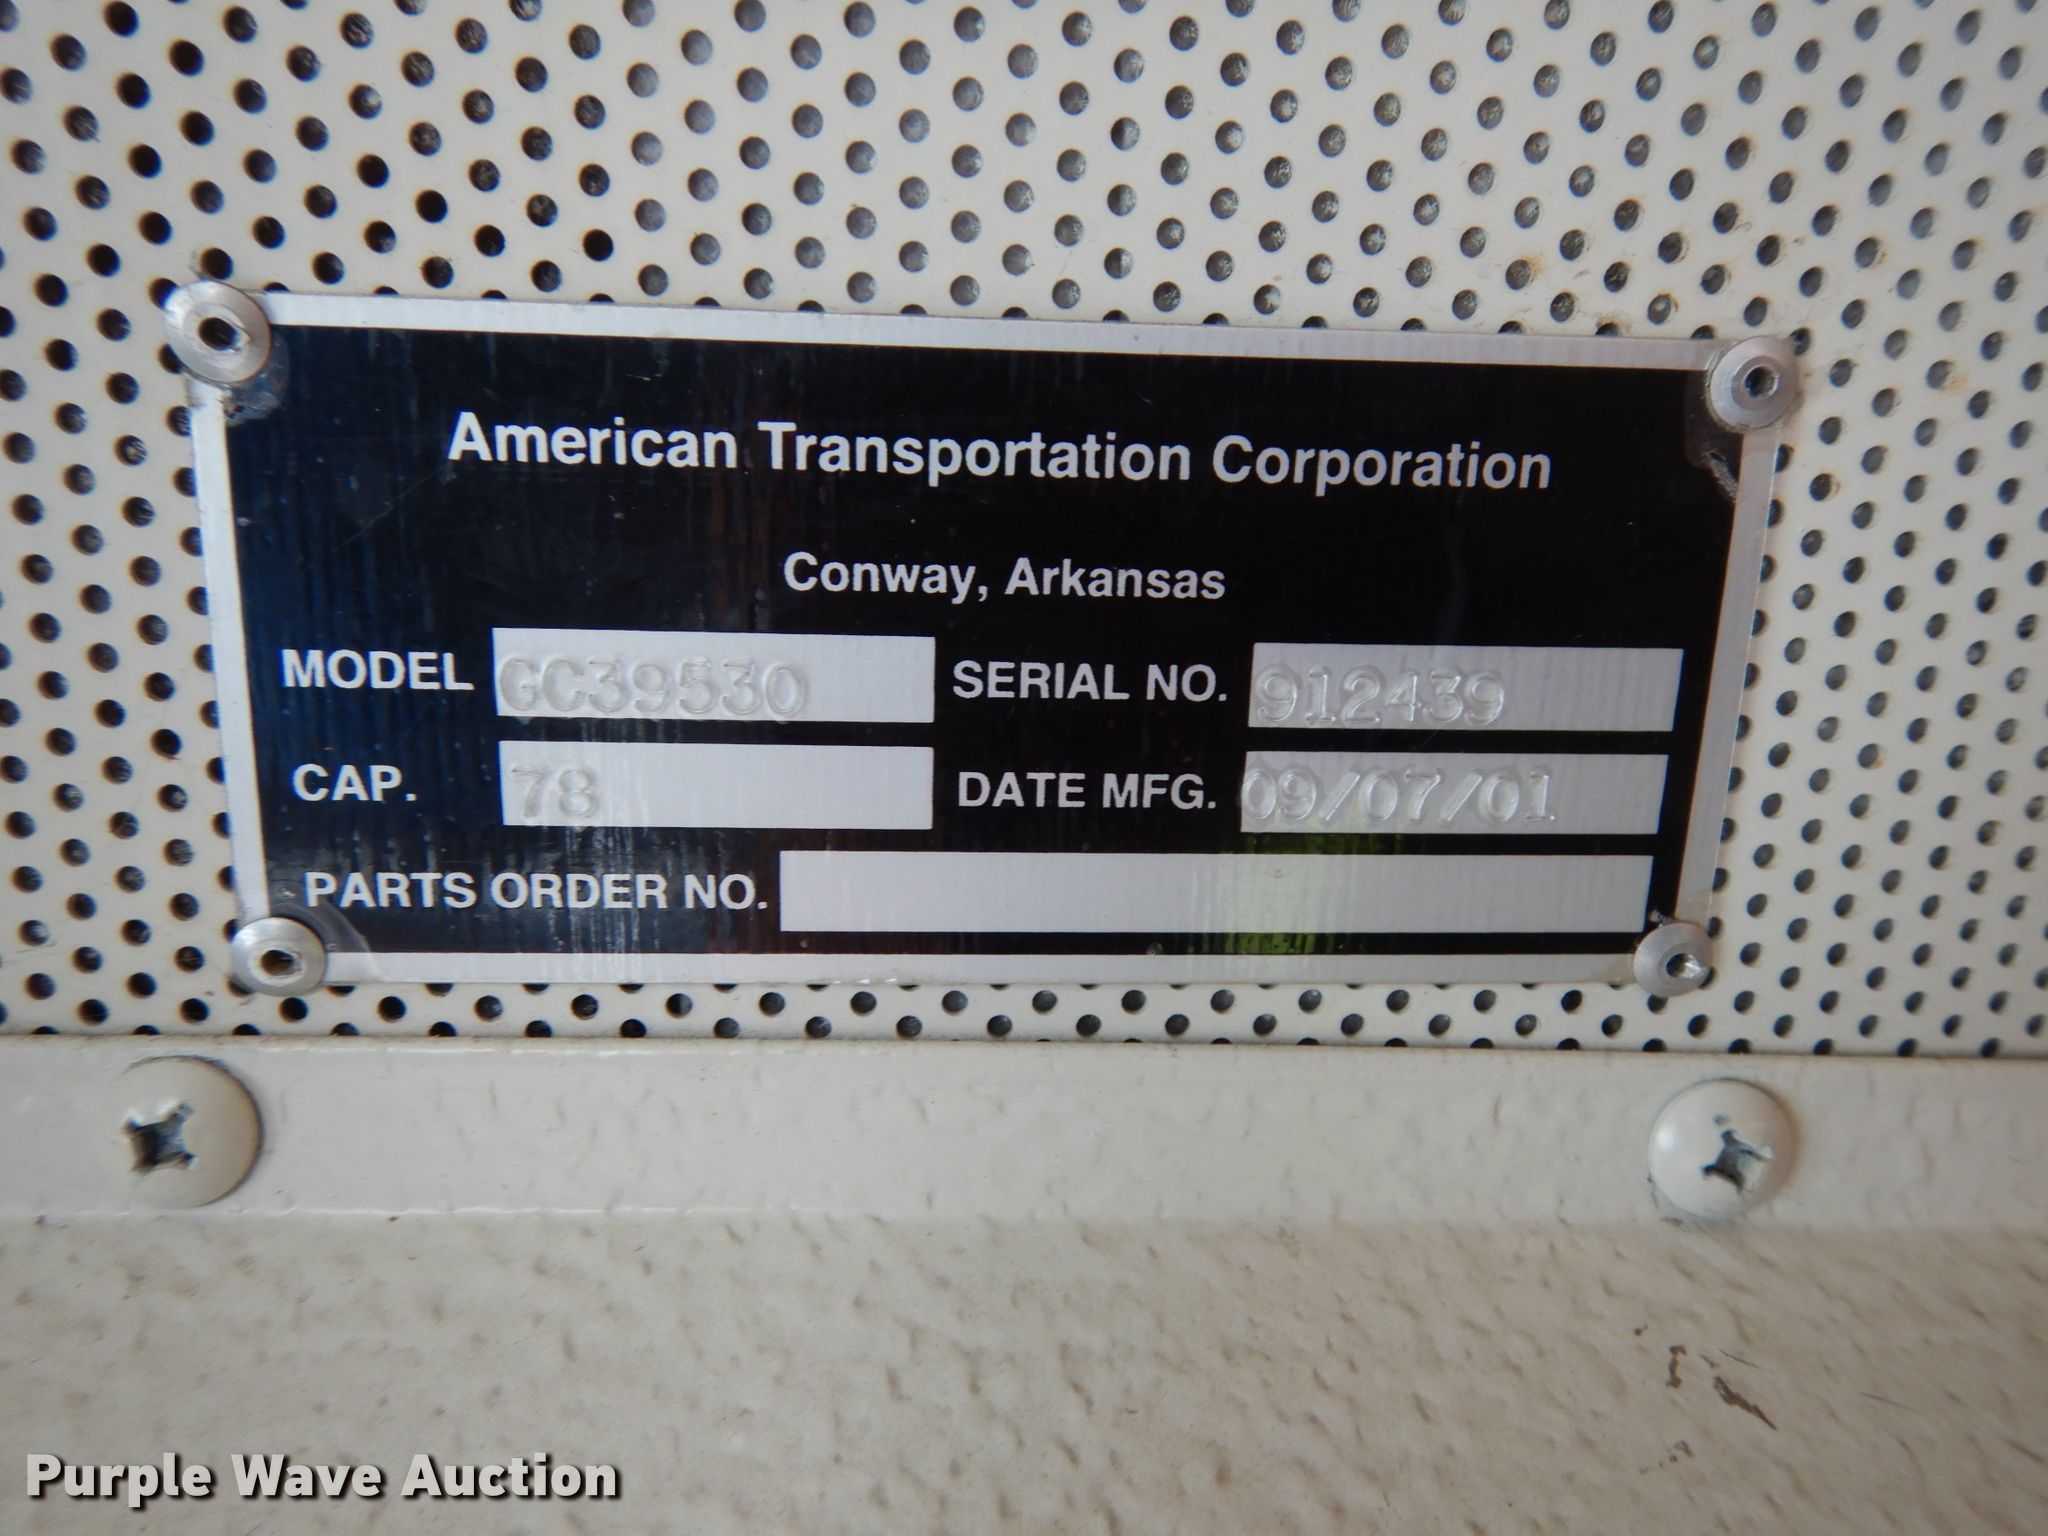 American Transportation Corporation
Conway, Arkansas
MODEL GC39530 SERIAL NO. 912439
CAP. 78 DATE MFG. 09/07/01
PARTS ORDER NO.
Purple Wave Auction